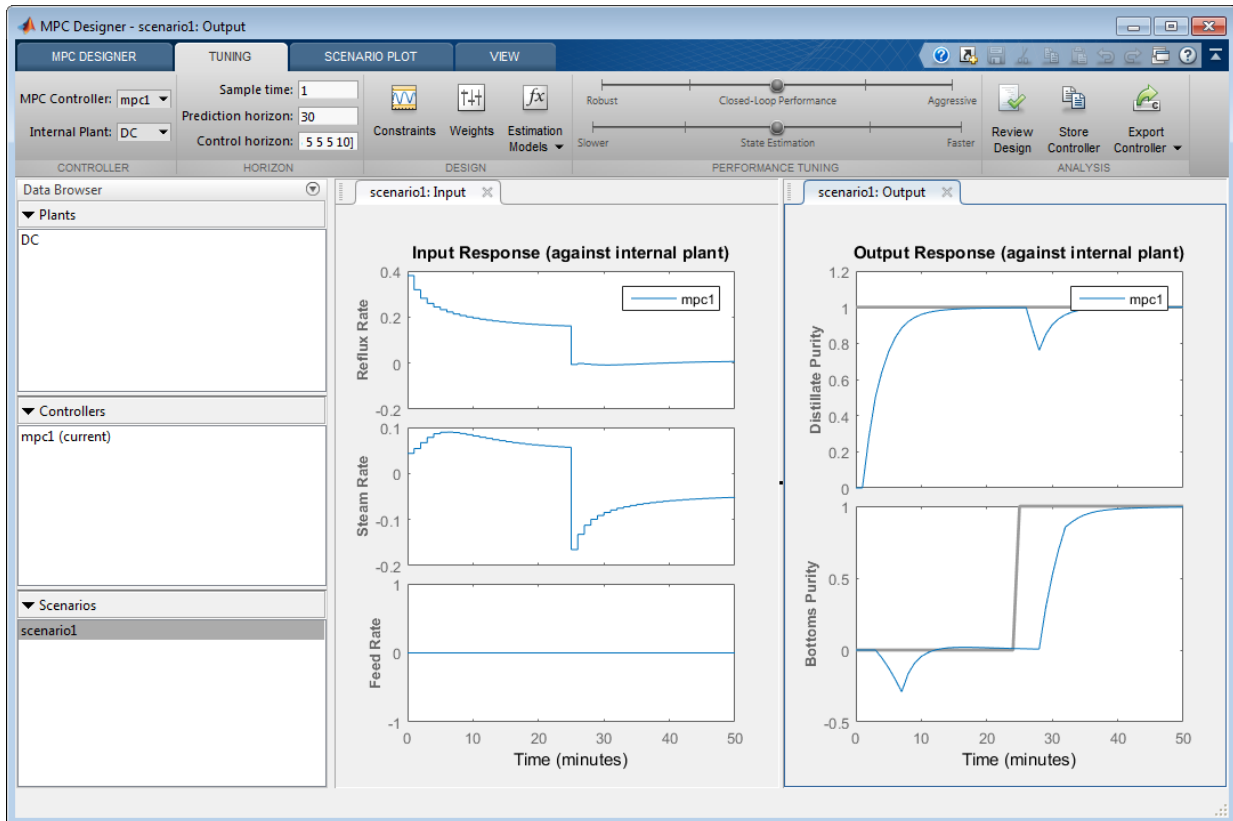 MPC Designer - scenario1: Output
MPC DESIGNER
TUNING
SCENARIO PLOT
VIEW
MPC Controller: mpc1
Internal Plant: DC
CONTROLLER
Sample time: 1
Prediction horizon: 30
Control horizon: 5 5 5 10]
HORIZON
Constraints
Weights
fx
Estimation
Models
DESIGN
Robust Closed-Loop Performance Aggressive
Slower State Estimation Faster
PERFORMANCE TUNING
Review
Design
Store
Controller
Export
Controller
ANALYSIS
Data Browser
Plants
DC
Controllers
mpc1 (current)
Scenarios
scenario1
scenario1: Input
Input Response (against internal plant)
mpc1
Reflux Rate
0.4
0.2
0
-0.2
Steam Rate
0.1
0
-0.1
-0.2
Feed Rate
1
0
-1
0 10 20 30 40 50
Time (minutes)
scenario1: Output
Output Response (against internal plant)
mpc1
Distillate Purity
1.2
1
0.8
0.6
0.4
0.2
0
Bottoms Purity
1
0.5
0
-0.5
0 10 20 30 40 50
Time (minutes)